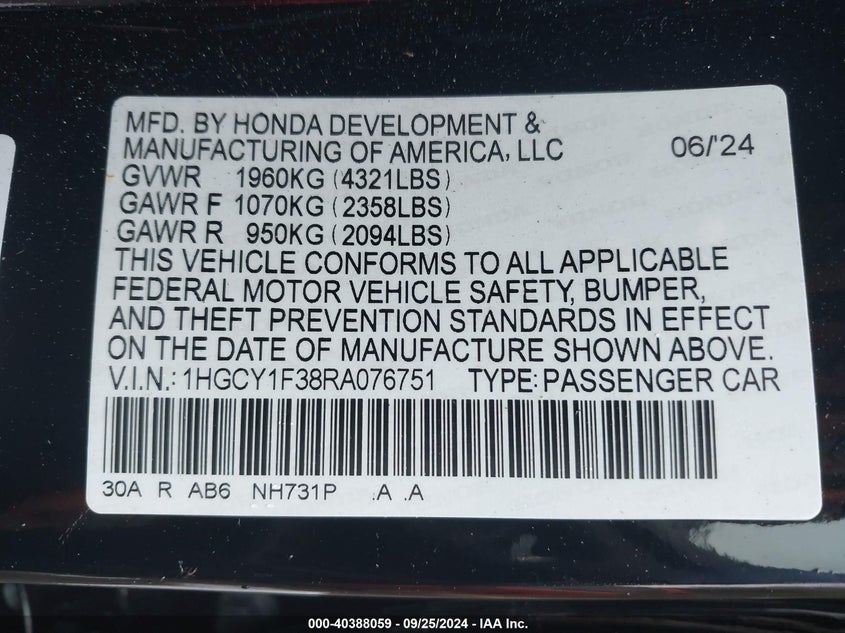 MFD. BY HONDA DEVELOPMENT &
MANUFACTURING OF AMERICA, LLC 06/'24
GVWR 1960KG (4321LBS)
GAWR F 1070KG (2358LBS)
GAWR R 950KG (2094LBS)
THIS VEHICLE CONFORMS TO ALL APPLICABLE
FEDERAL MOTOR VEHICLE SAFETY, BUMPER,
AND THEFT PREVENTION STANDARDS IN EFFECT
ON THE DATE OF MANUFACTURE SHOWN ABOVE.
V.I.N.: 1HGCY1F38RA076751 TYPE: PASSENGER CAR
30A R AB6 NH731P .A .A
000-40388059 - 09/25/2024 - IAA Inc.